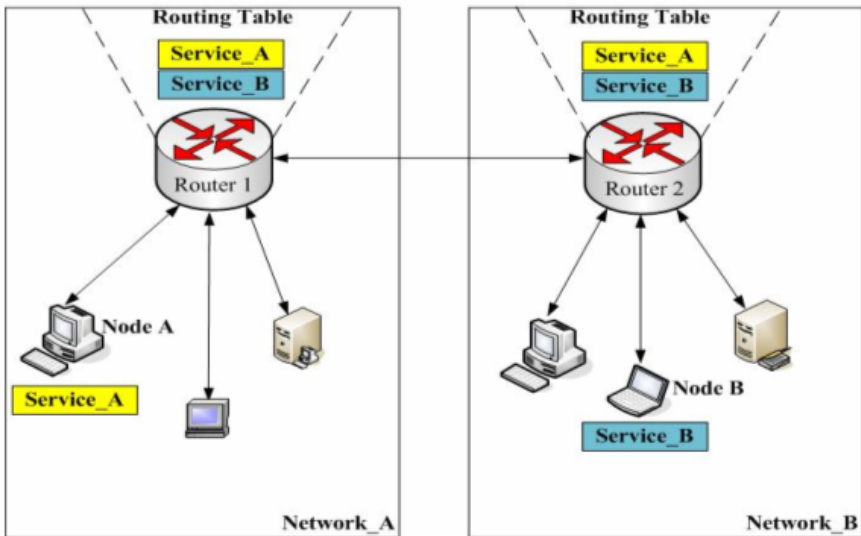 Routing Table
Service_A
Service_B
Router 1
Node A
Service_A
Network_A
Routing Table
Service_A
Service_B
Router 2
Node B
Service_B
Network_B